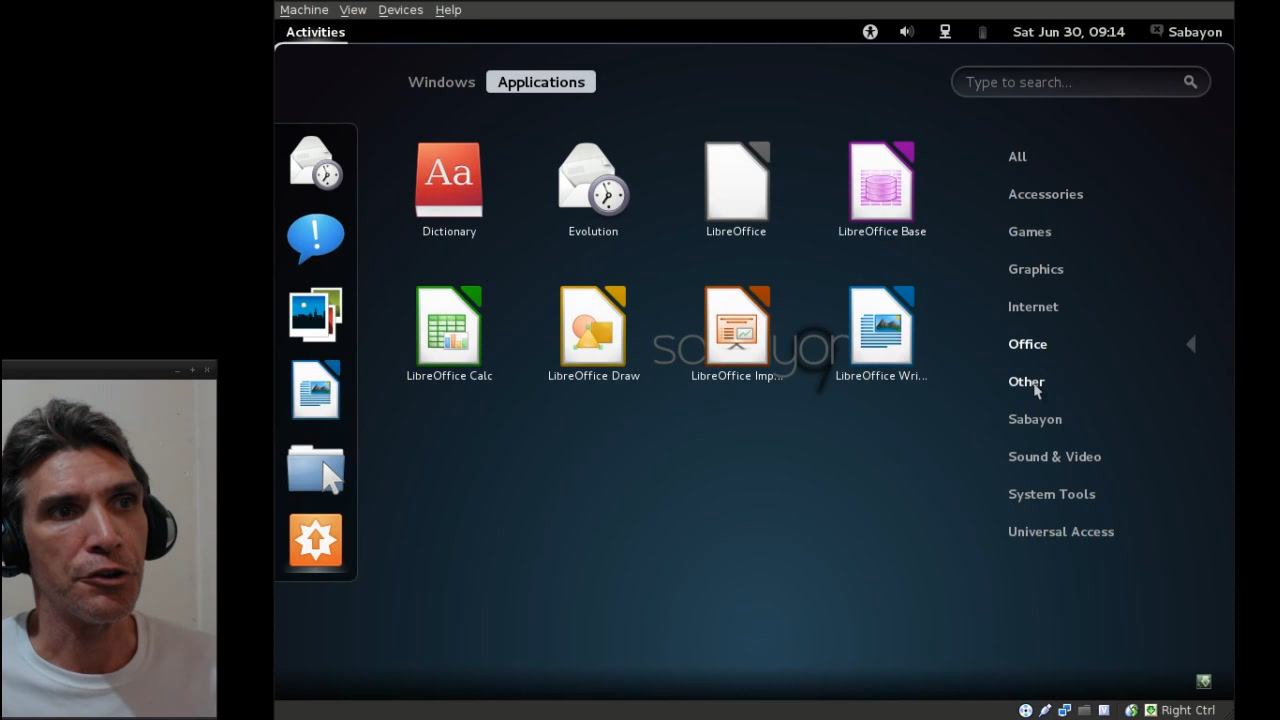 Machine View Devices Help
Activities Sat Jun 30, 09:14 Sabayon
Windows Applications Type to search...
Aa
Dictionary Evolution LibreOffice LibreOffice Base
LibreOffice Calc LibreOffice Draw LibreOffice Imp... LibreOffice Wri...
sabayon
All
Accessories
Games
Graphics
Internet
Office
Other
Sabayon
Sound & Video
System Tools
Universal Access
Right Ctrl